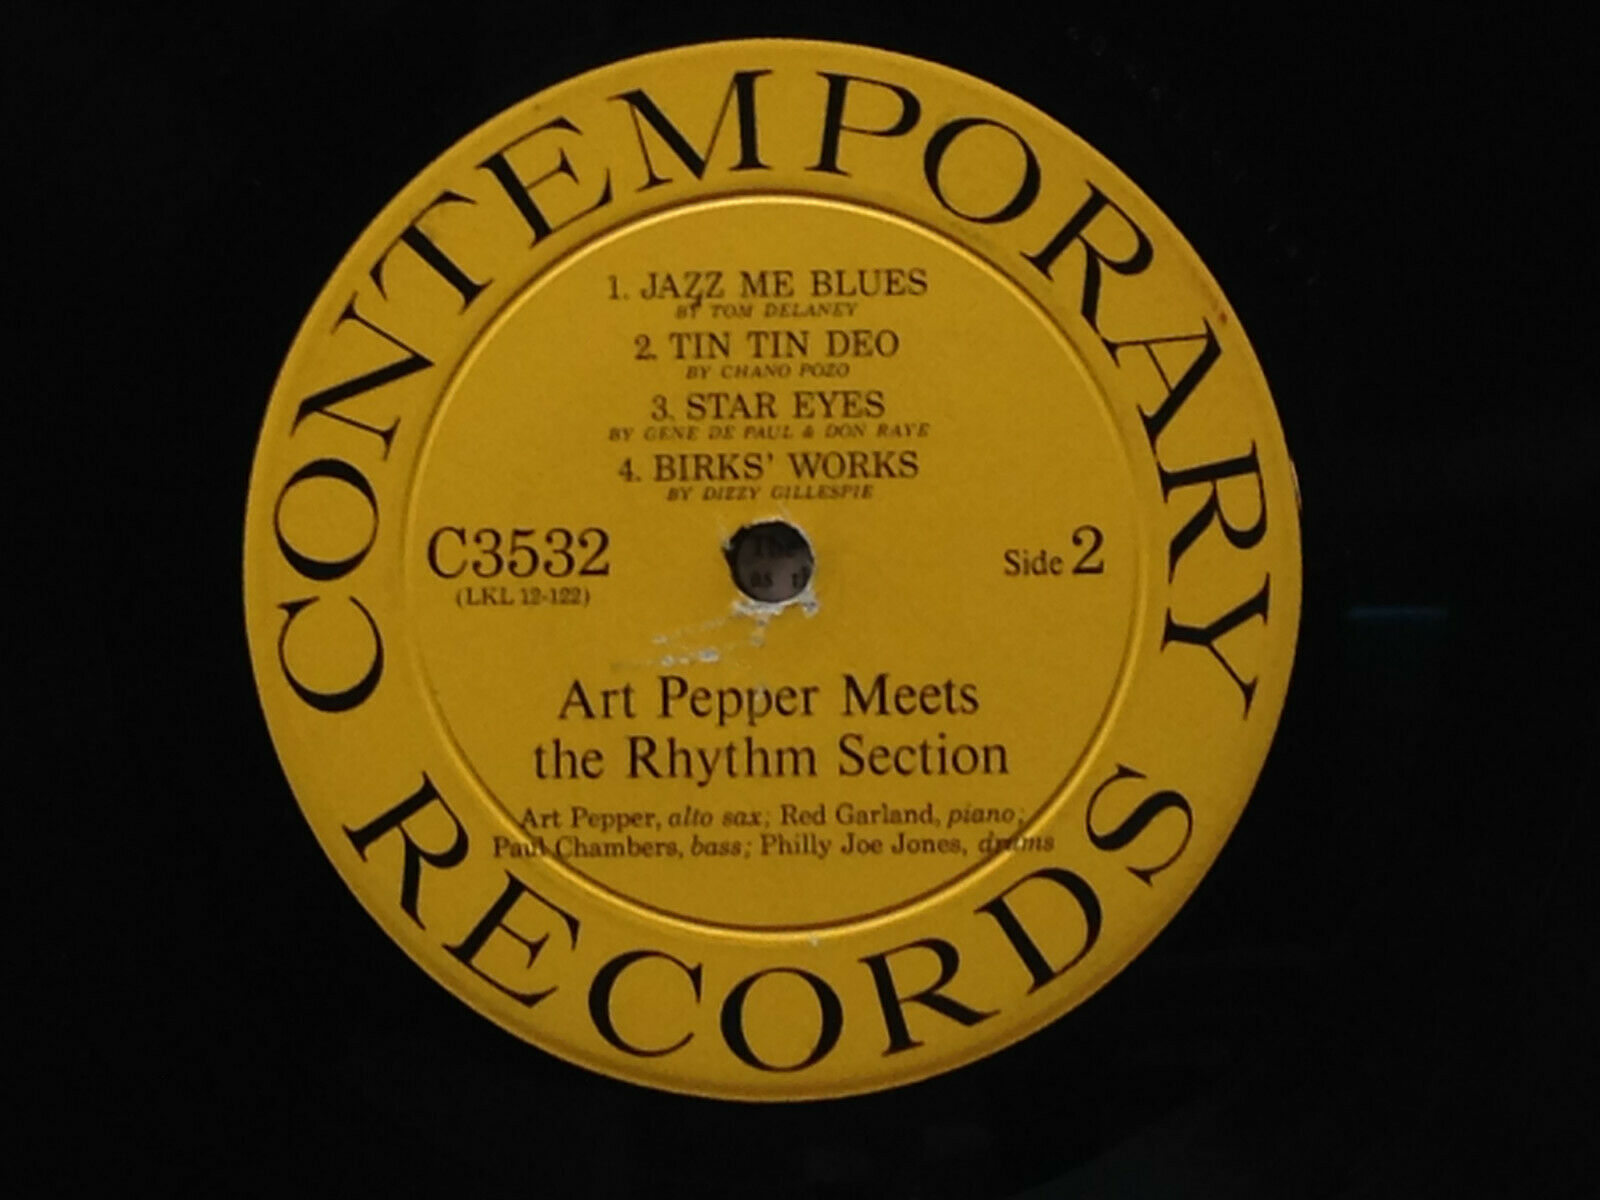 CONTEMPORARY
1. JAZZ ME BLUES
BY TOM DELANEY
2. TIN TIN DEO
BY CHANO POZO
3. STAR EYES
BY GENE DE PAUL & DON RAYE
4. BIRKS' WORKS
BY DIZZY GILLESPIE
C3532
Side 2
(LKL 12-122)
The
as
Art Pepper Meets
the Rhythm Section
Art Pepper, alto sax; Red Garland, piano;
Paul Chambers, bass; Philly Joe Jones, drums
RECORDS